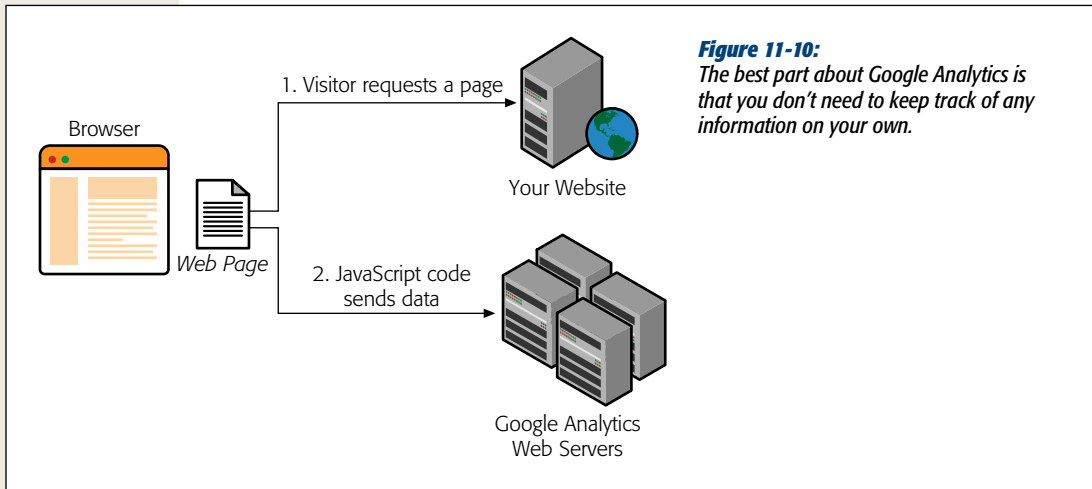 Browser
Web Page
1. Visitor requests a page
Your Website
2. JavaScript code
sends data
Google Analytics
Web Servers
Figure 11-10:
The best part about Google Analytics is
that you don't need to keep track of any
information on your own.